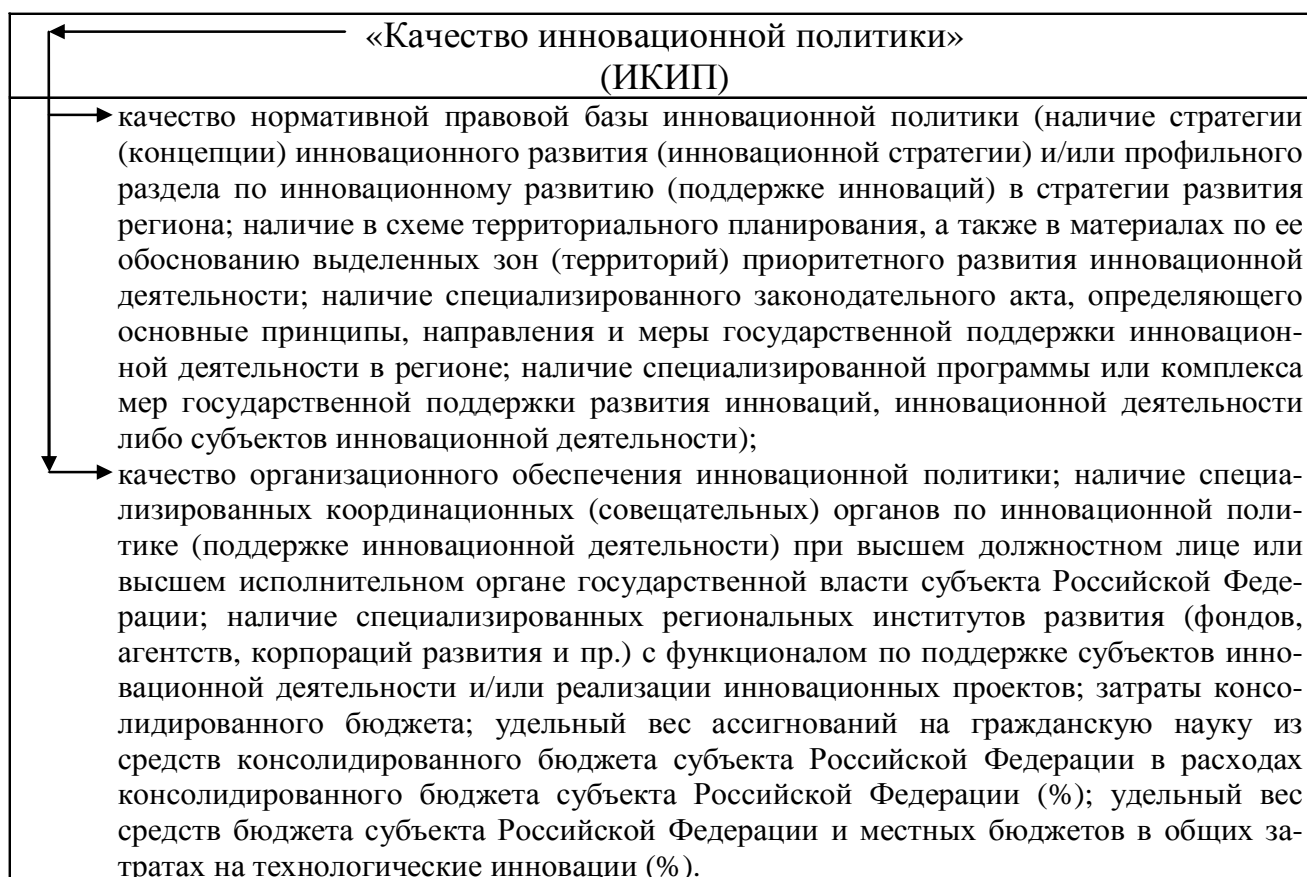 «Качество инновационной политики»
(ИКИП)
качество нормативной правовой базы инновационной политики (наличие стратегии
(концепции) инновационного развития (инновационной стратегии) и/или профильного
раздела по инновационному развитию (поддержке инноваций) в стратегии развития
региона; наличие в схеме территориального планирования, а также в материалах по ее
обоснованию выделенных зон (территорий) приоритетного развития инновационной
деятельности; наличие специализированного законодательного акта, определяющего
основные принципы, направления и меры государственной поддержки инновацион-
ной деятельности в регионе; наличие специализированной программы или комплекса
мер государственной поддержки развития инноваций, инновационной деятельности
либо субъектов инновационной деятельности);
качество организационного обеспечения инновационной политики; наличие специа-
лизированных координационных (совещательных) органов по инновационной поли-
тике (поддержке инновационной деятельности) при высшем должностном лице или
высшем исполнительном органе государственной власти субъекта Российской Феде-
рации; наличие специализированных региональных институтов развития (фондов,
агентств, корпораций развития и пр.) с функционалом по поддержке субъектов инно-
вационной деятельности и/или реализации инновационных проектов; затраты консо-
лидированного бюджета; удельный вес ассигнований на гражданскую науку из
средств консолидированного бюджета субъекта Российской Федерации в расходах
консолидированного бюджета субъекта Российской Федерации (%); удельный вес
средств бюджета субъекта Российской Федерации и местных бюджетов в общих за-
тратах на технологические инновации (%).